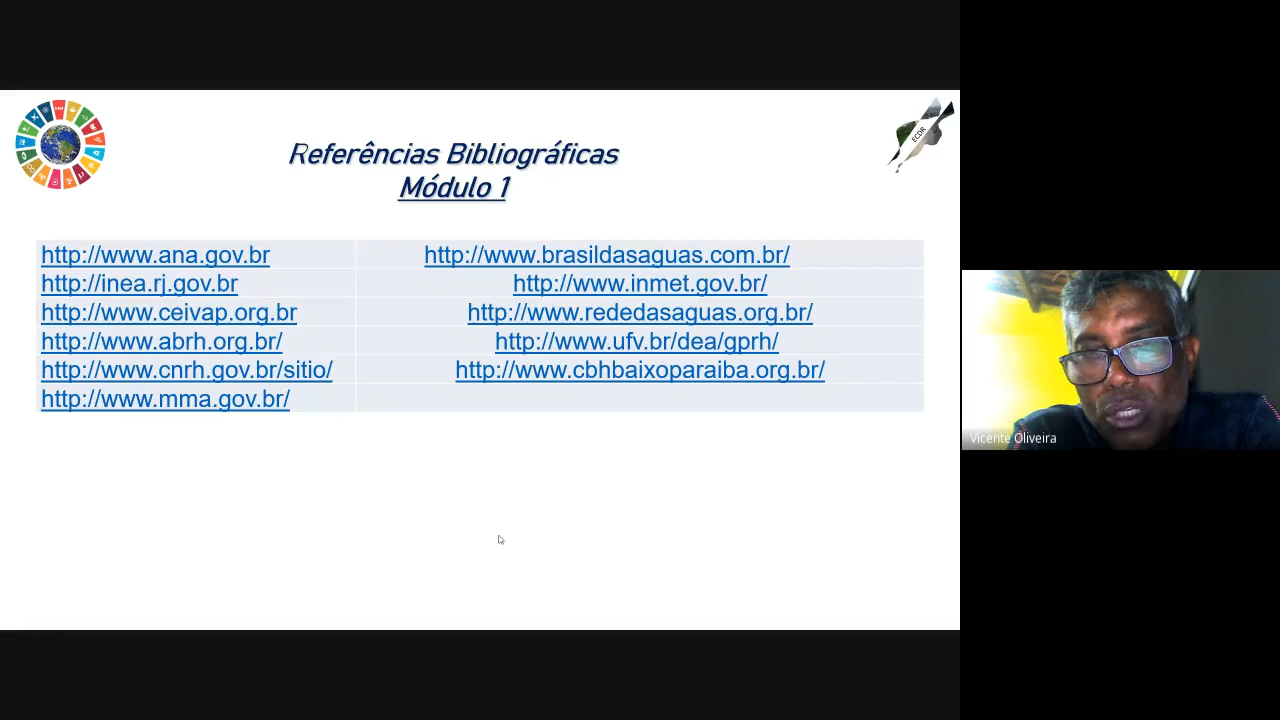 Referências Bibliográficas
Módulo 1
ECDR
http://www.ana.gov.br http://www.brasildasaguas.com.br/
http://inea.rj.gov.br http://www.inmet.gov.br/
http://www.ceivap.org.br http://www.rededasaguas.org.br/
http://www.abrh.org.br/ http://www.ufv.br/dea/gprh/
http://www.cnrh.gov.br/sitio/ http://www.cbhbaixoparaiba.org.br/
http://www.mma.gov.br/
Vicente Oliveira